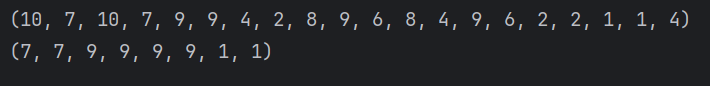 (10, 7, 10, 7, 9, 9, 4, 2, 8, 9, 6, 8, 4, 9, 6, 2, 2, 1, 1, 4)
(7, 7, 9, 9, 9, 9, 1, 1)